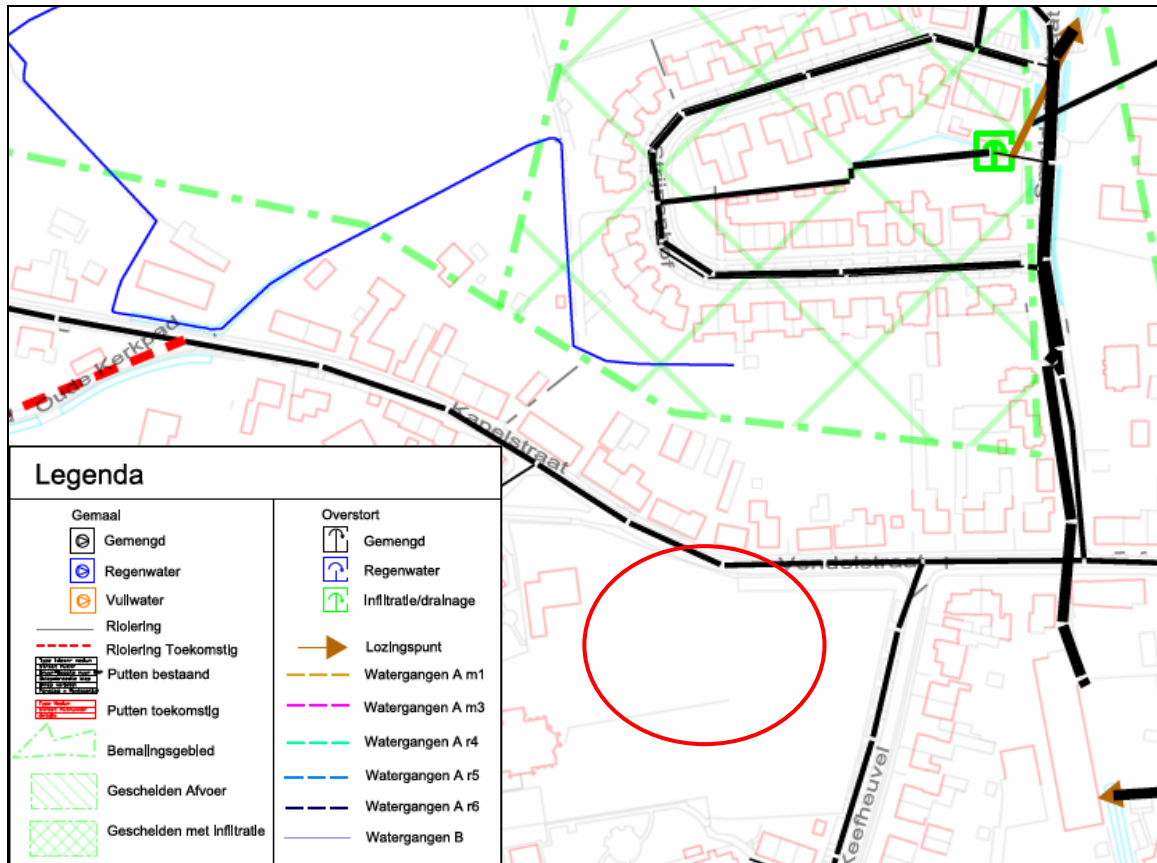 Oude Kerkpad
Kapelstraat
Vendelstraat
Keefheuvel
Legenda
Gemaal
Gemengd
Regenwater
Vullwater
Riolering
Riolering Toekomstig
Putten bestaand
Putten toekomstig
Bemalingsgebied
Gescheiden Afvoer
Gescheiden met Infiltratie
Overstort
Gemengd
Regenwater
Infiltratie/drainage
Lozingspunt
Watergangen A m1
Watergangen A m3
Watergangen A r4
Watergangen A r5
Watergangen A r6
Watergangen B